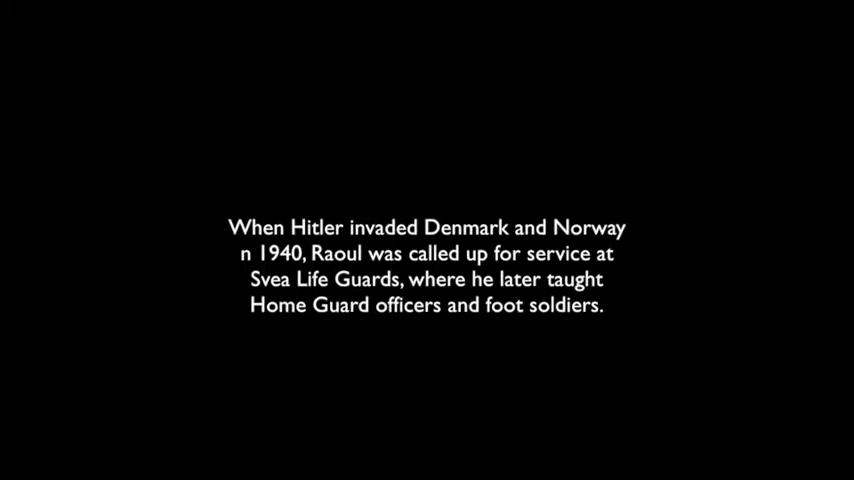 When Hitler invaded Denmark and Norway
n 1940, Raoul was called up for service at
Svea Life Guards, where he later taught
Home Guard officers and foot soldiers.